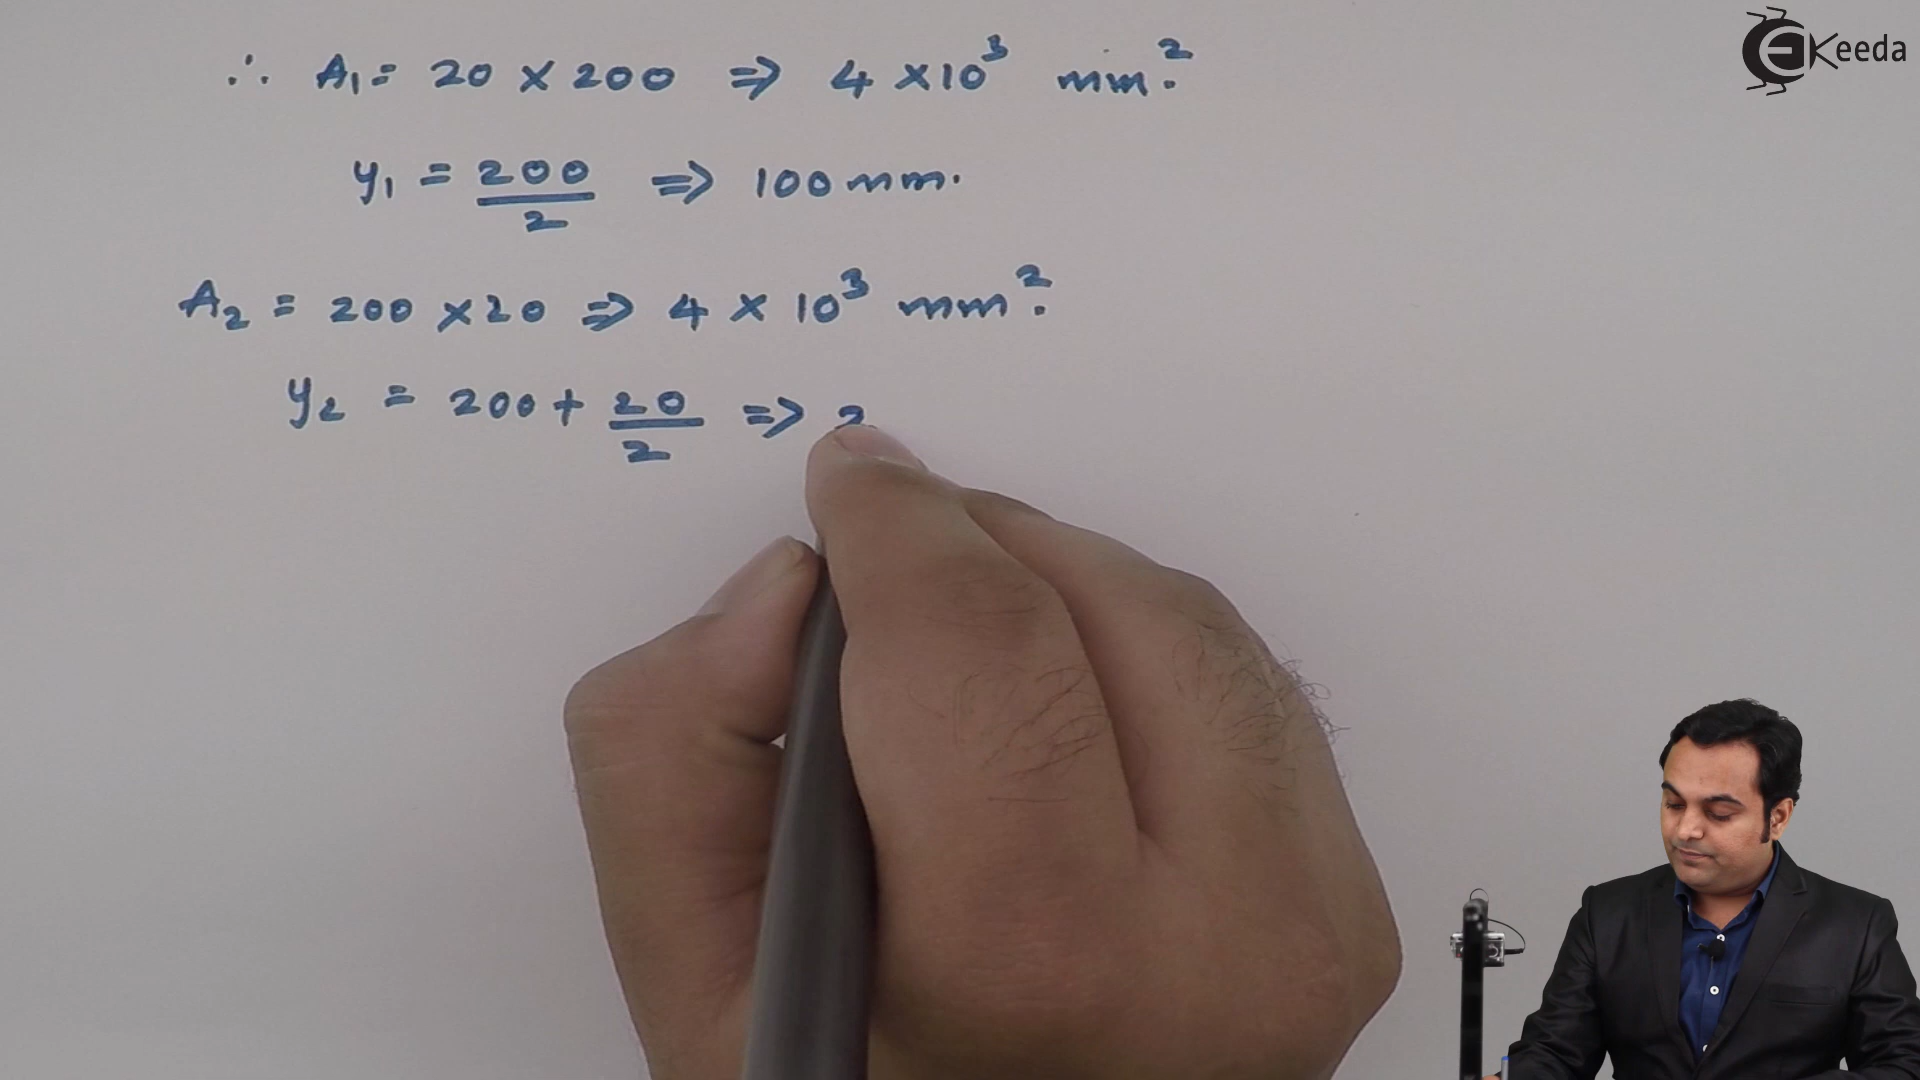 ∴ A₁ = 20 × 200 ⇒ 4 × 10³ mm².
y₁ = 200/2 ⇒ 100 mm.
A₂ = 200 × 20 ⇒ 4 × 10³ mm².
y₂ = 200 + 20/2 ⇒ 2
EKeeda